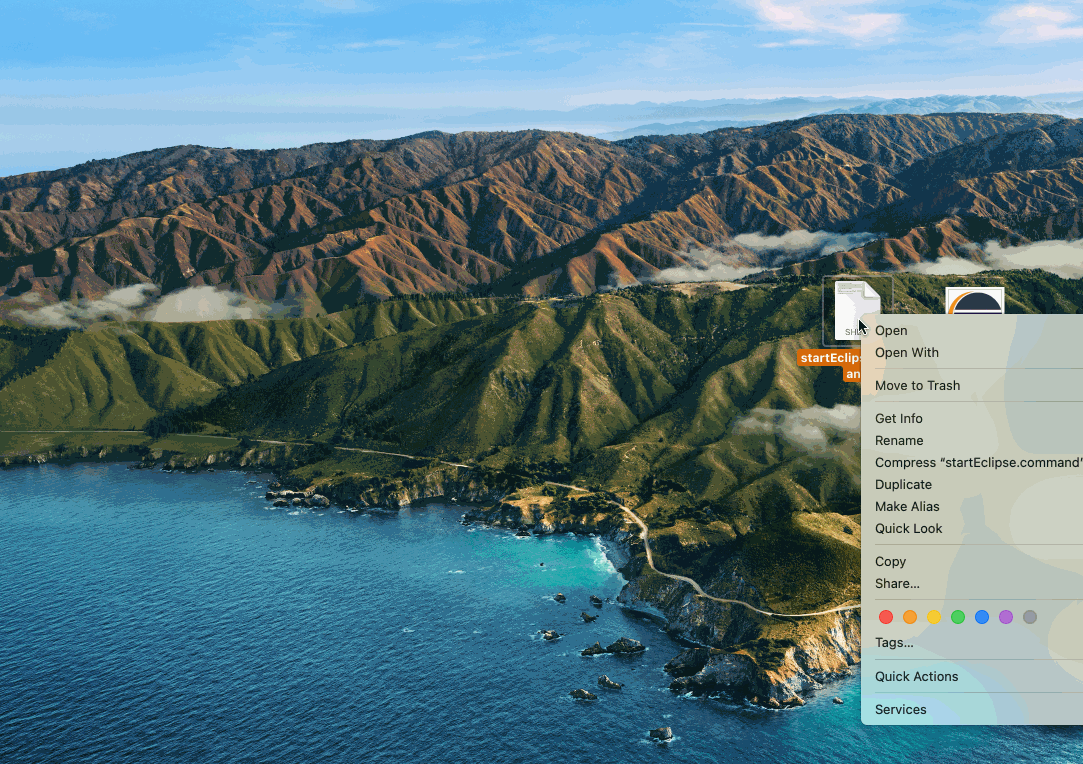 startEclips
an
Open
Open With
Move to Trash
Get Info
Rename
Compress “startEclipse.command”
Duplicate
Make Alias
Quick Look
Copy
Share...
Tags...
Quick Actions
Services